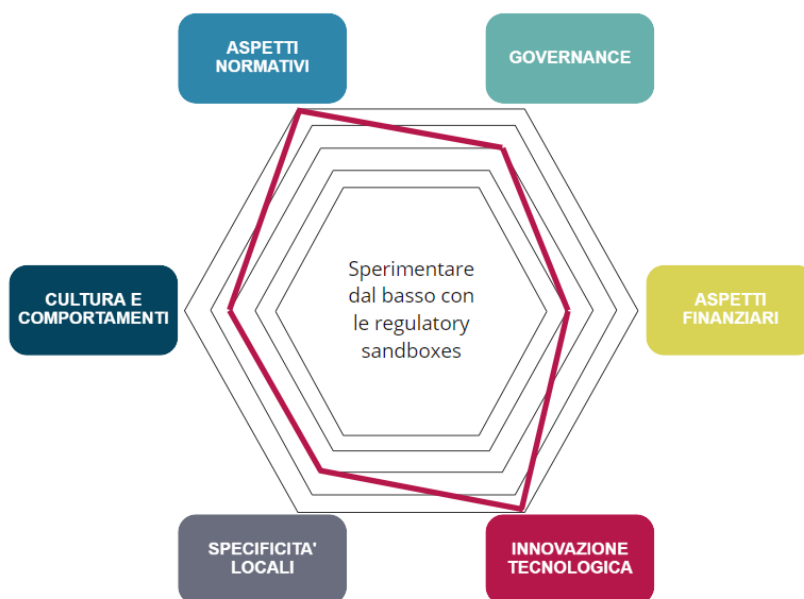 ASPETTI
NORMATIVI
GOVERNANCE
Sperimentare
dal basso con
le regulatory
sandboxes
CULTURA E
COMPORTAMENTI
ASPETTI
FINANZIARI
SPECIFICITA'
LOCALI
INNOVAZIONE
TECNOLOGICA